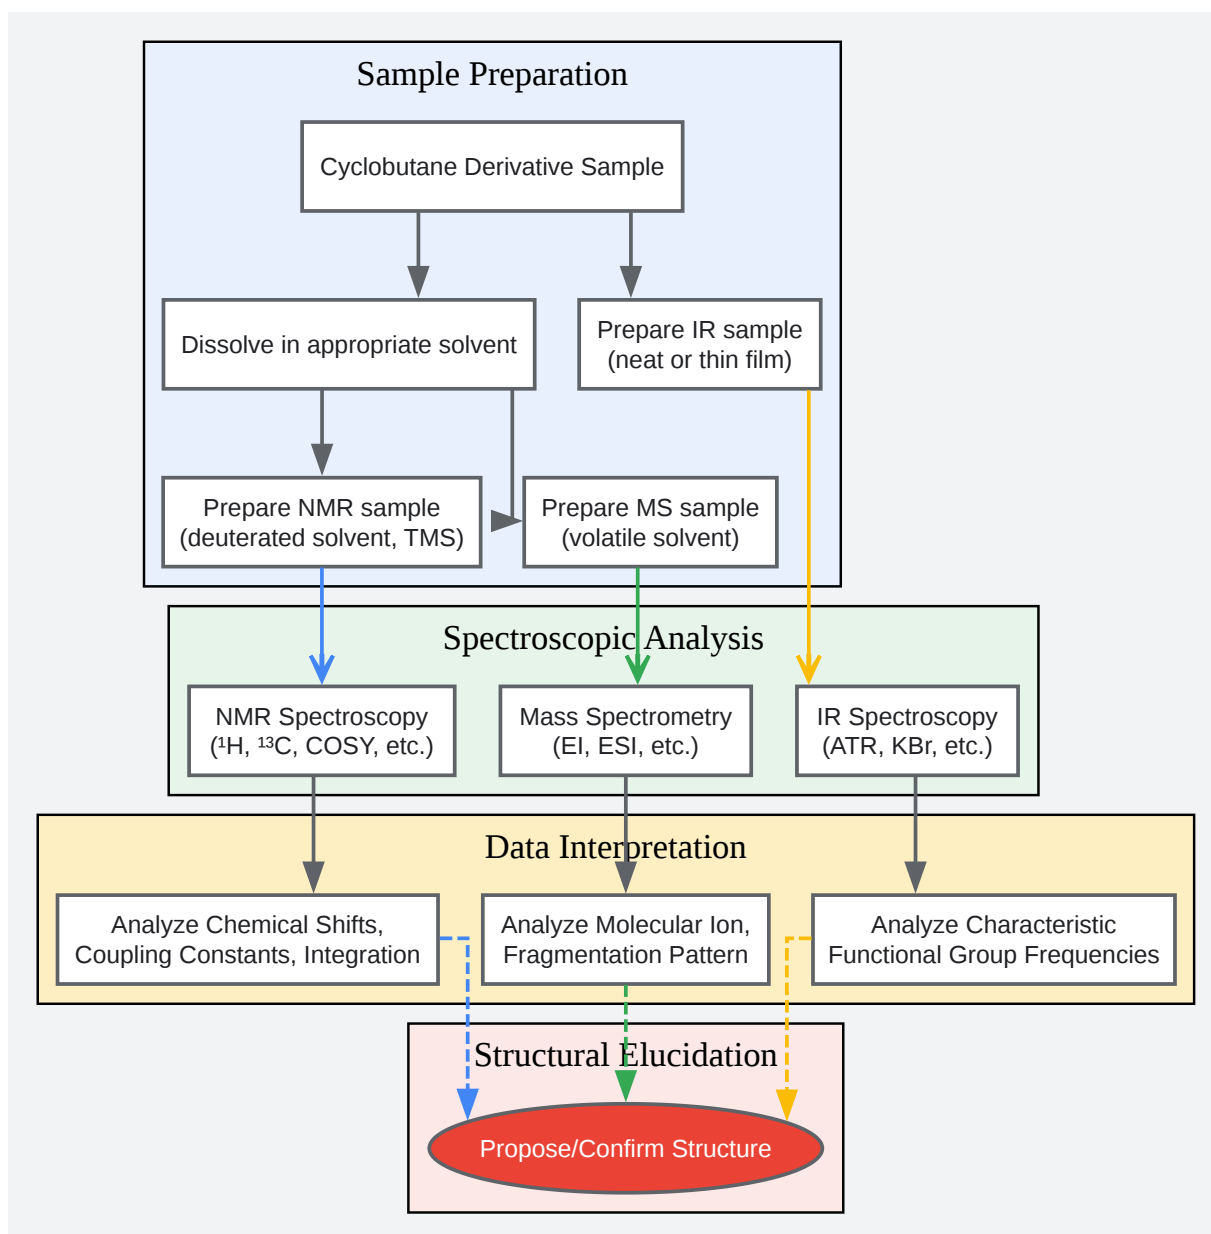 Sample Preparation
Cyclobutane Derivative Sample
Dissolve in appropriate solvent
Prepare IR sample
(neat or thin film)
Prepare NMR sample
(deuterated solvent, TMS)
Prepare MS sample
(volatile solvent)
Spectroscopic Analysis
NMR Spectroscopy
(¹H, ¹³C, COSY, etc.)
Mass Spectrometry
(EI, ESI, etc.)
IR Spectroscopy
(ATR, KBr, etc.)
Data Interpretation
Analyze Chemical Shifts,
Coupling Constants, Integration
Analyze Molecular Ion,
Fragmentation Pattern
Analyze Characteristic
Functional Group Frequencies
Structural Elucidation
Propose/Confirm Structure